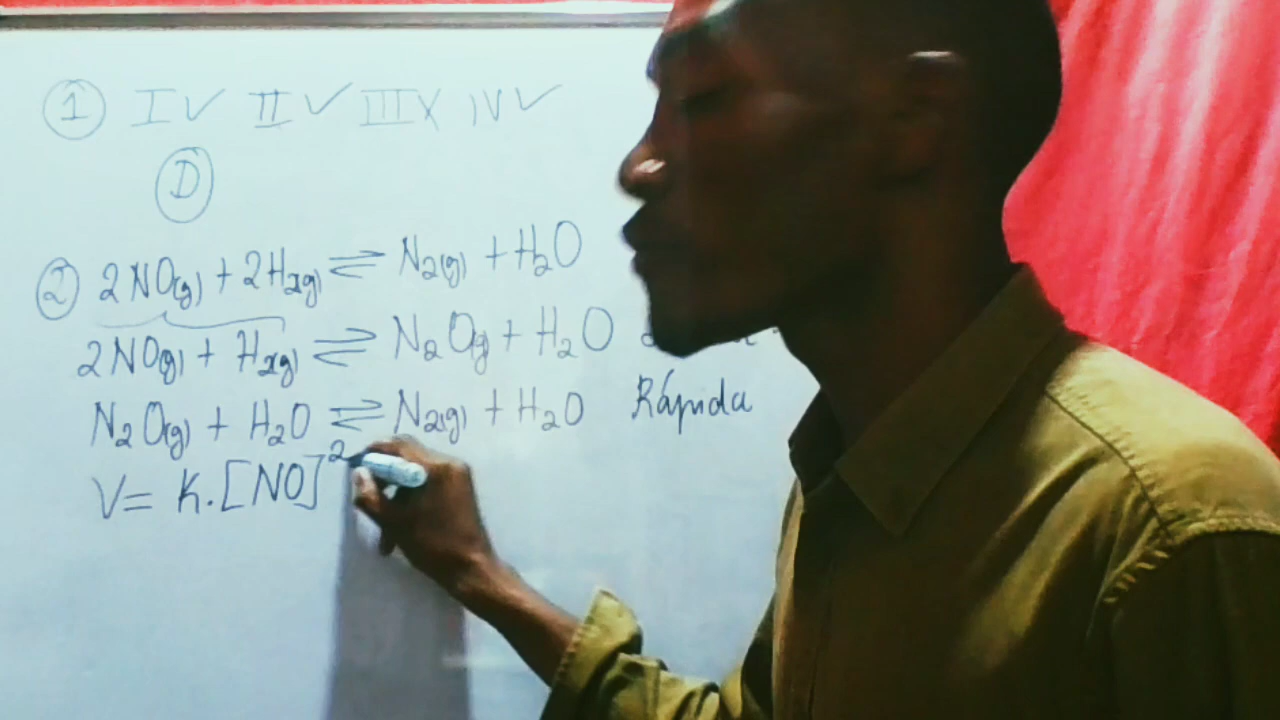 ① I ✓ II ✓ III X IV ✓
Ⓓ
② 2NO(g) + 2H2(g) ⇌ N2(g) + H2O
2NO(g) + H2(g) ⇌ N2O(g + H2O
N2O(g) + H2O ⇌ N2(g) + H2O Rápida
V= K.[NO]²